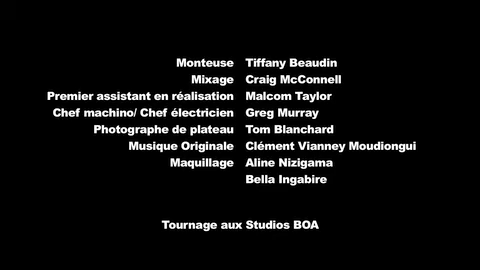 Monteuse Tiffany Beaudin
Mixage Craig McConnell
Premier assistant en réalisation Malcom Taylor
Chef machino/ Chef électricien Greg Murray
Photographe de plateau Tom Blanchard
Musique Originale Clément Vianney Moudiongui
Maquillage Aline Nizigama
Bella Ingabire
Tournage aux Studios BOA